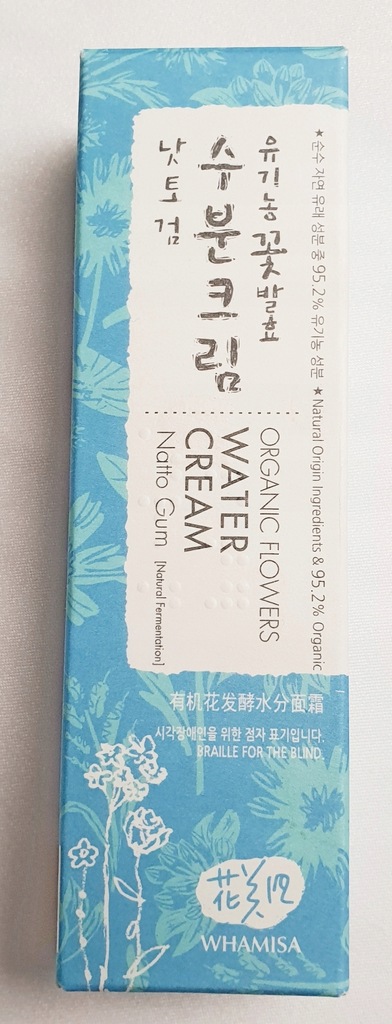 ★ 순수 자연 유래 성분 중 95.2% 유기농 성분 ★ Natural Origin Ingredients & 95.2% Organic
유기농 꽃 발효
수분크림
낫토검
ORGANIC FLOWERS
WATER
CREAM
Natto Gum [Natural Fermentation]
有机花发酵水分面霜
시각장애인을 위한 점자 표기입니다.
BRAILLE FOR THE BLIND.
WHAMISA